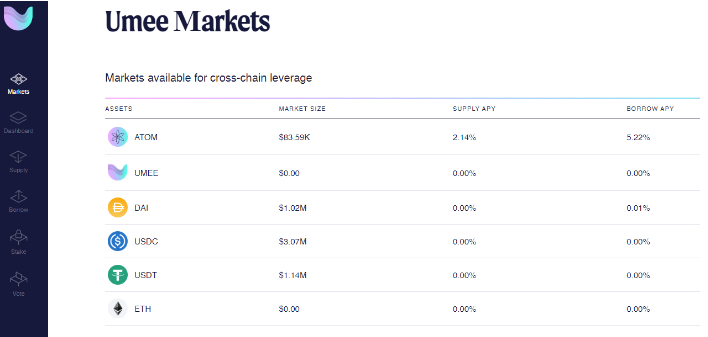 Umee Markets
Markets available for cross-chain leverage
ASSETS MARKET SIZE SUPPLY APY BORROW APY
ATOM $83.59K 2.14% 5.22%
UMEE $0.00 0.00% 0.00%
DAI $1.02M 0.00% 0.01%
USDC $3.07M 0.00% 0.00%
USDT $1.14M 0.00% 0.00%
ETH $0.00 0.00% 0.00%
Markets
Dashboard
Supply
Borrow
Stake
Vote